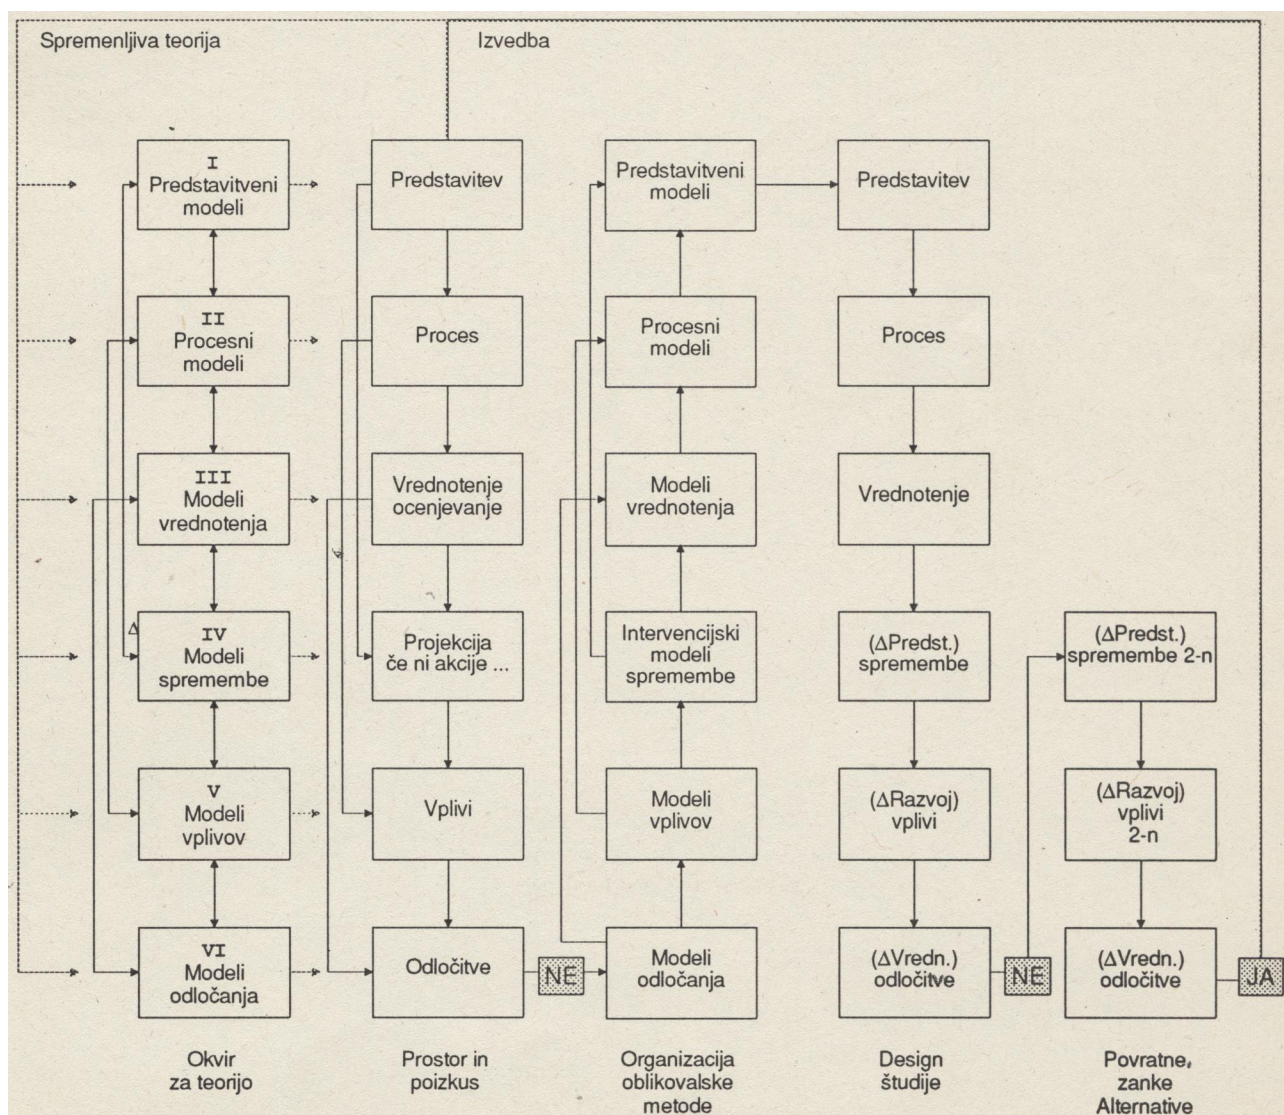 Spremenljiva teorija
Izvedba
I
Predstavitveni
modeli
II
Procesni
modeli
III
Modeli
vrednotenja
Δ
IV
Modeli
spremembe
V
Modeli
vplivov
VI
Modeli
odločanja
Okvir
za teorijo
Predstavitev
Proces
Vrednotenje
ocenjevanje
Projekcija
če ni akcije ...
Vplivi
Odločitve
NE
Prostor in
poizkus
Predstavitveni
modeli
Procesni
modeli
Modeli
vrednotenja
Intervencijski
modeli
spremembe
Modeli
vplivov
Modeli
odločanja
Organizacija
oblikovalske
metode
Predstavitev
Proces
Vrednotenje
(ΔPredst.)
spremembe
(ΔRazvoj)
vplivi
(ΔVredn.)
odločitve
NE
Design
študije
(ΔPredst.)
spremembe 2-n
(ΔRazvoj)
vplivi
2-n
(ΔVredn.)
odločitve
JA
Povratne,
zanke
Alternative